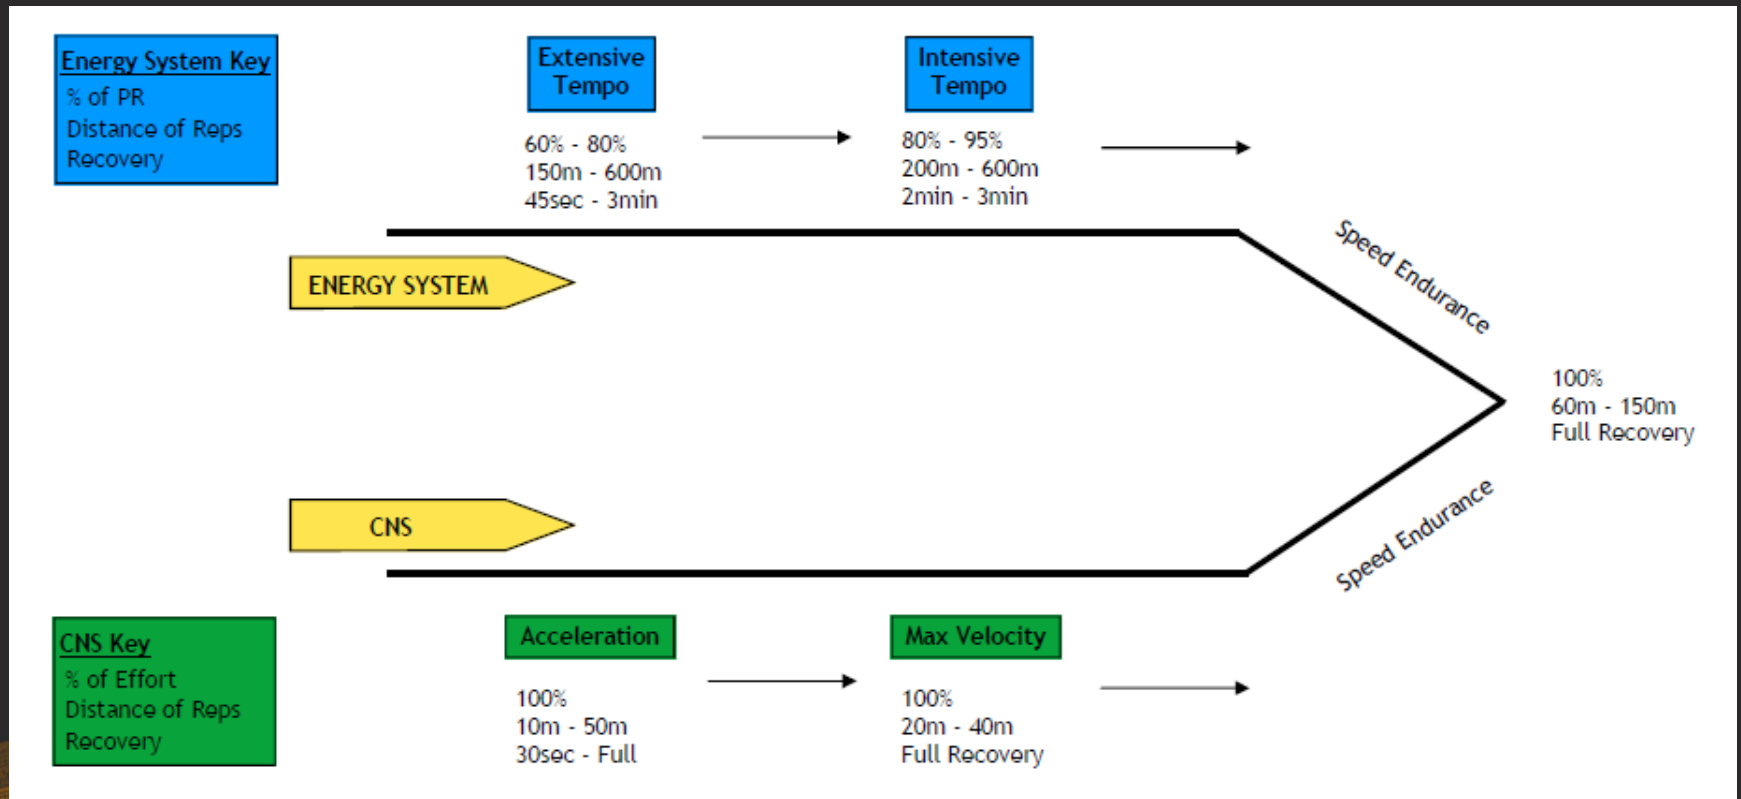 Energy System Key
% of PR
Distance of Reps
Recovery
Extensive
Tempo
60% - 80%
150m - 600m
45sec - 3min
Intensive
Tempo
80% - 95%
200m - 600m
2min - 3min
ENERGY SYSTEM
Speed Endurance
100%
60m - 150m
Full Recovery
CNS
Speed Endurance
CNS Key
% of Effort
Distance of Reps
Recovery
Acceleration
100%
10m - 50m
30sec - Full
Max Velocity
100%
20m - 40m
Full Recovery